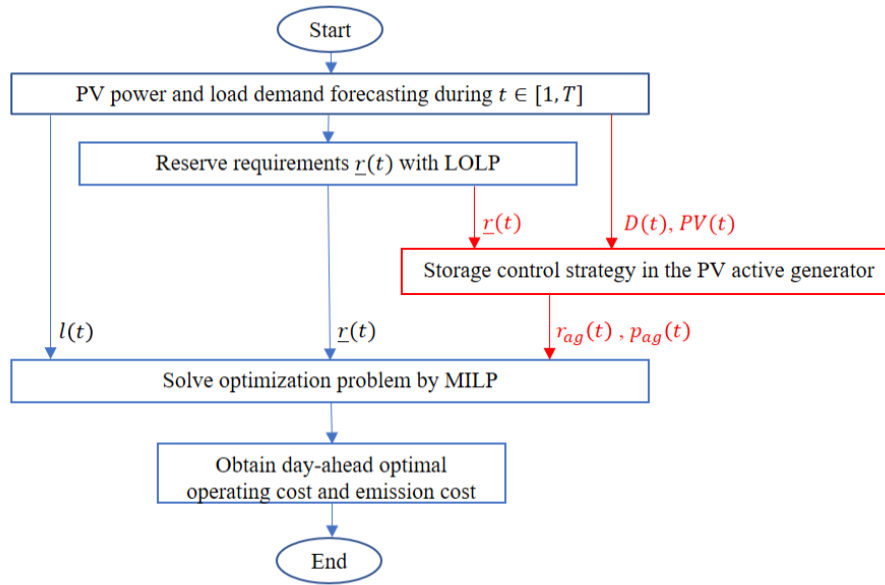 Start
PV power and load demand forecasting during t ∈ [1, T]
Reserve requirements r̲(t) with LOLP
r̲(t)
D(t), PV(t)
Storage control strategy in the PV active generator
l(t)
r̲(t)
r_ag(t) , p_ag(t)
Solve optimization problem by MILP
Obtain day-ahead optimal
operating cost and emission cost
End